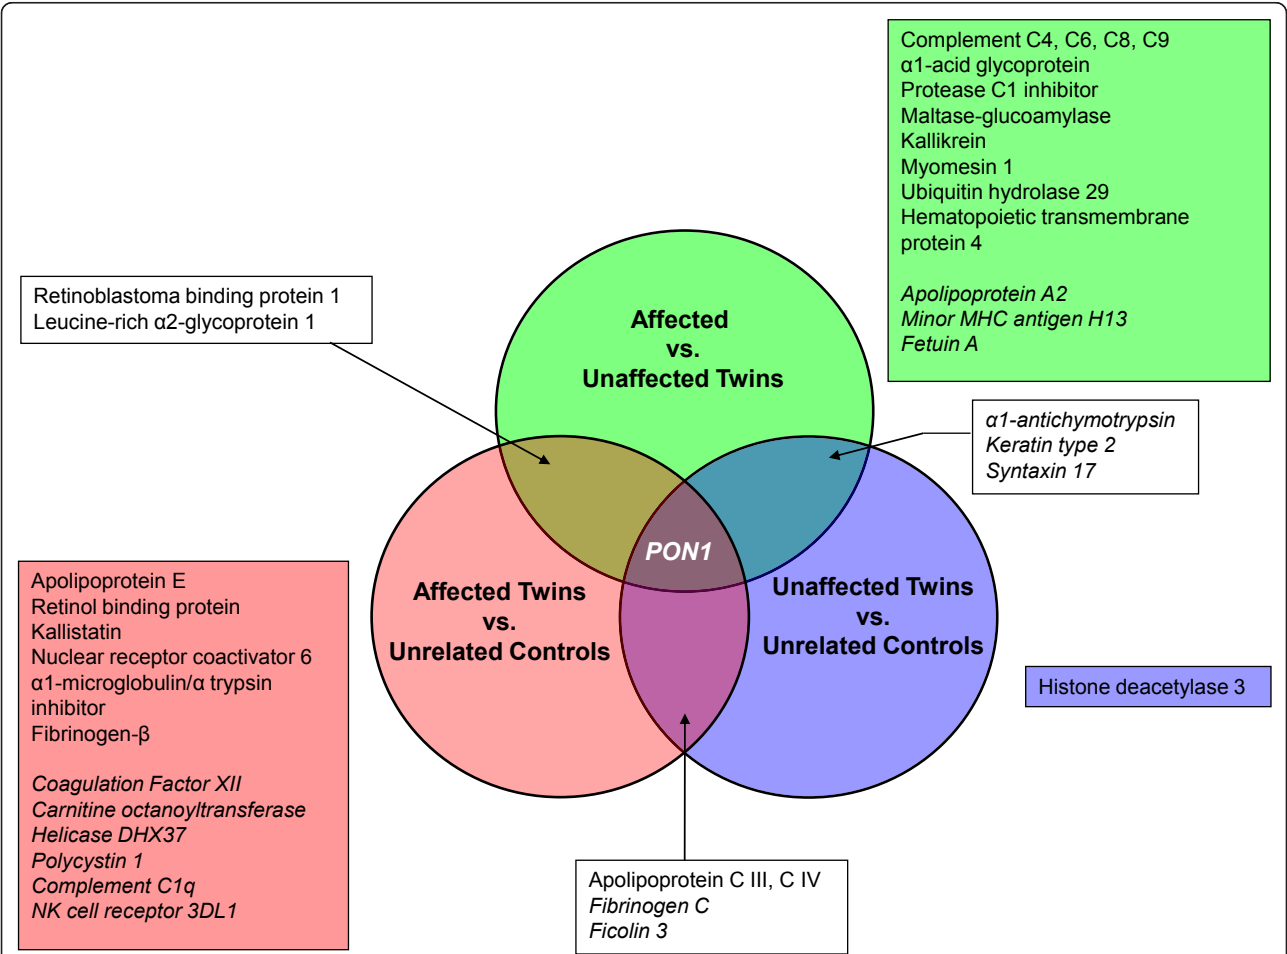 Complement C4, C6, C8, C9
α1-acid glycoprotein
Protease C1 inhibitor
Maltase-glucoamylase
Kallikrein
Myomesin 1
Ubiquitin hydrolase 29
Hematopoietic transmembrane
protein 4
Apolipoprotein A2
Minor MHC antigen H13
Fetuin A
Retinoblastoma binding protein 1
Leucine-rich α2-glycoprotein 1
Affected
vs.
Unaffected Twins
α1-antichymotrypsin
Keratin type 2
Syntaxin 17
PON1
Affected Twins
vs.
Unrelated Controls
Unaffected Twins
vs.
Unrelated Controls
Apolipoprotein E
Retinol binding protein
Kallistatin
Nuclear receptor coactivator 6
α1-microglobulin/α trypsin
inhibitor
Fibrinogen-β
Coagulation Factor XII
Carnitine octanoyltransferase
Helicase DHX37
Polycystin 1
Complement C1q
NK cell receptor 3DL1
Histone deacetylase 3
Apolipoprotein C III, C IV
Fibrinogen C
Ficolin 3